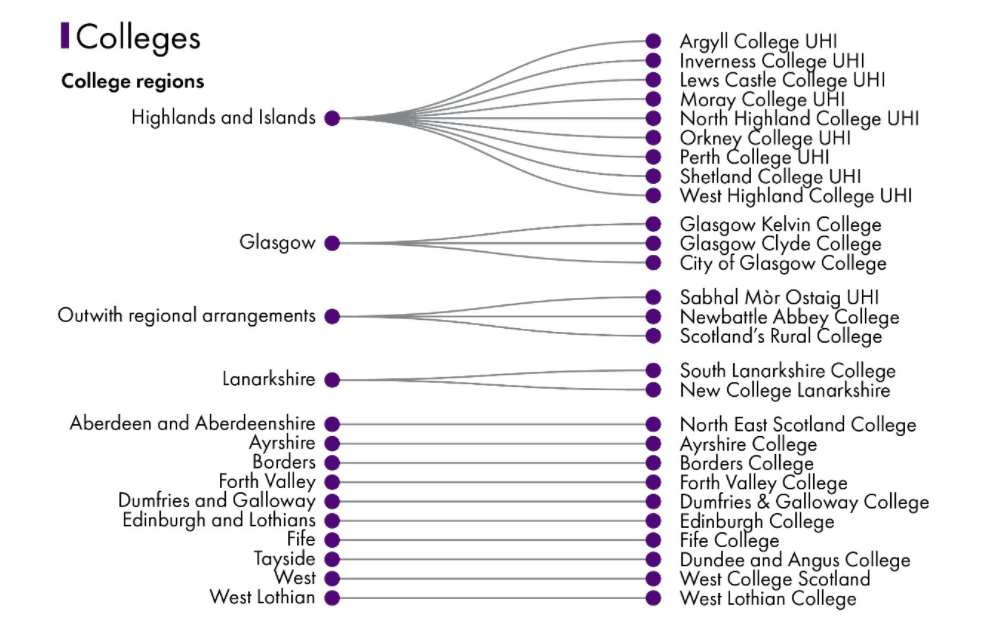 Colleges
College regions
Highlands and Islands
Argyll College UHI
Inverness College UHI
Lews Castle College UHI
Moray College UHI
North Highland College UHI
Orkney College UHI
Perth College UHI
Shetland College UHI
West Highland College UHI
Glasgow
Glasgow Kelvin College
Glasgow Clyde College
City of Glasgow College
Outwith regional arrangements
Sabhal Mòr Ostaig UHI
Newbattle Abbey College
Scotland's Rural College
Lanarkshire
South Lanarkshire College
New College Lanarkshire
Aberdeen and Aberdeenshire
North East Scotland College
Ayrshire
Ayrshire College
Borders
Borders College
Forth Valley
Forth Valley College
Dumfries and Galloway
Dumfries & Galloway College
Edinburgh and Lothians
Edinburgh College
Fife
Fife College
Tayside
Dundee and Angus College
West
West College Scotland
West Lothian
West Lothian College